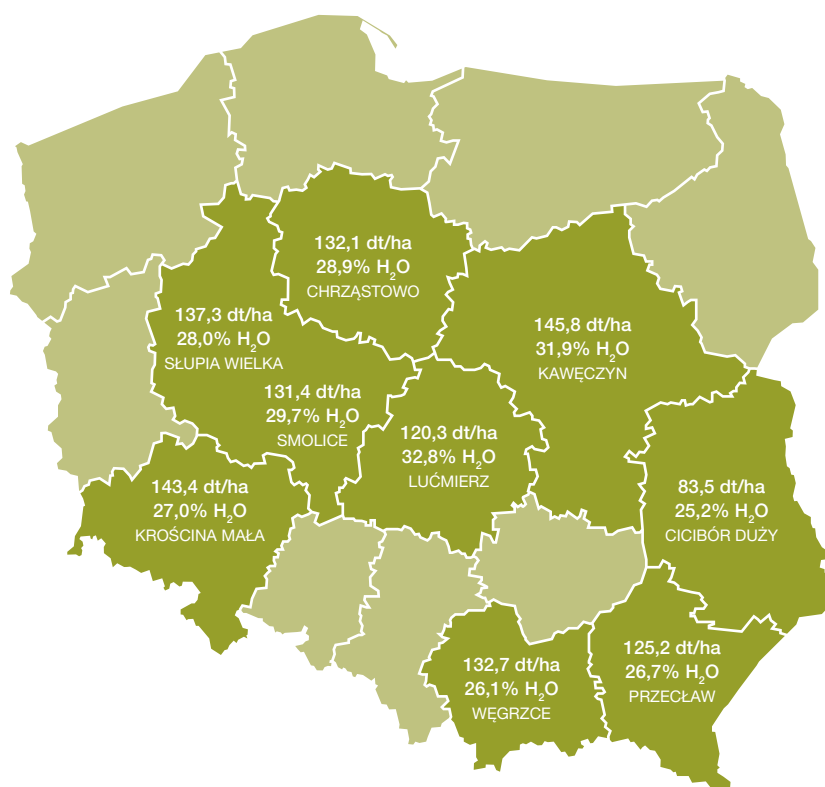 132,1 dt/ha
28,9% H₂O
CHRZĄSTOWO
137,3 dt/ha
28,0% H₂O
SŁUPIA WIELKA
145,8 dt/ha
31,9% H₂O
KAWĘCZYN
131,4 dt/ha
29,7% H₂O
SMOLICE
120,3 dt/ha
32,8% H₂O
LUĆMIERZ
143,4 dt/ha
27,0% H₂O
KROŚCINA MAŁA
83,5 dt/ha
25,2% H₂O
CICIBÓR DUŻY
132,7 dt/ha
26,1% H₂O
WĘGRZCE
125,2 dt/ha
26,7% H₂O
PRZECŁAW